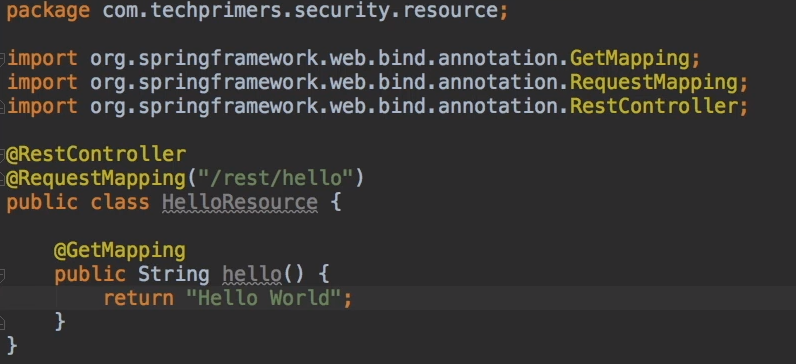 package com.techprimers.security.resource;
import org.springframework.web.bind.annotation.GetMapping;
import org.springframework.web.bind.annotation.RequestMapping;
import org.springframework.web.bind.annotation.RestController;
@RestController
@RequestMapping("/rest/hello")
public class HelloResource {
@GetMapping
public String hello() {
return "Hello World";
}
}